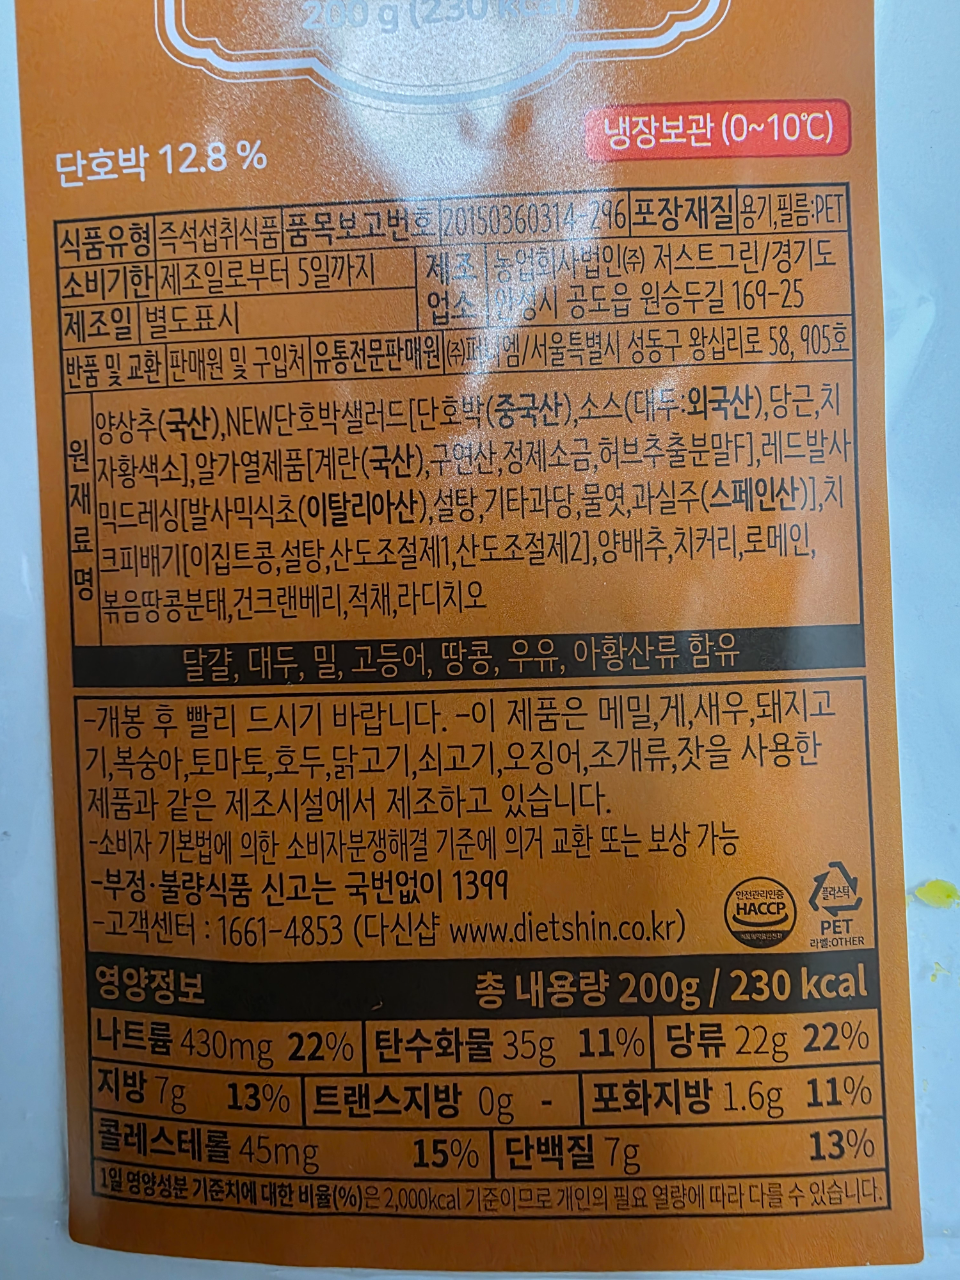 200 g (230 kcal)
냉장보관 (0~10℃)
단호박 12.8 %
식품유형 즉석섭취식품 품목보고번호 20150360314-296 포장재질 용기,필름:PET
소비기한 제조일로부터 5일까지 제조 농업회사법인㈜ 저스트그린/경기도
제조일 별도표시 업소 안성시 공도읍 원승두길 169-25
반품 및 교환 판매원 및 구입처 유통전문판매원 엠/서울특별시 성동구 왕십리로 58, 905호
원재료명
양상추(국산),NEW단호박샐러드[단호박(중국산),소스(대두:외국산),당근,치
자황색소],알가열제품[계란(국산),구연산,정제소금,허브추출분말F],레드발사
믹드레싱[발사믹식초(이탈리아산),설탕,기타과당,물엿,과실주(스페인산)],치
크피배기[이집트콩,설탕,산도조절제1,산도조절제2],양배추,치커리,로메인,
볶음땅콩분태,건크랜베리,적채,라디치오
달걀, 대두, 밀, 고등어, 땅콩, 우유, 아황산류 함유
-개봉 후 빨리 드시기 바랍니다. -이 제품은 메밀,게,새우,돼지고
기,복숭아,토마토,호두,닭고기,쇠고기,오징어,조개류,잣을 사용한
제품과 같은 제조시설에서 제조하고 있습니다.
-소비자 기본법에 의한 소비자분쟁해결 기준에 의거 교환 또는 보상 가능
-부정·불량식품 신고는 국번없이 1399
-고객센터 : 1661-4853 (다신샵 www.dietshin.co.kr)
안전관리인증
HACCP
식품의약품안전처
플라스틱
PET
라벨:OTHER
영양정보 총 내용량 200g / 230 kcal
나트륨 430mg 22% 탄수화물 35g 11% 당류 22g 22%
지방 7g 13% 트랜스지방 0g - 포화지방 1.6g 11%
콜레스테롤 45mg 15% 단백질 7g 13%
1일 영양성분 기준치에 대한 비율(%)은 2,000kcal 기준이므로 개인의 필요 열량에 따라 다를 수 있습니다.